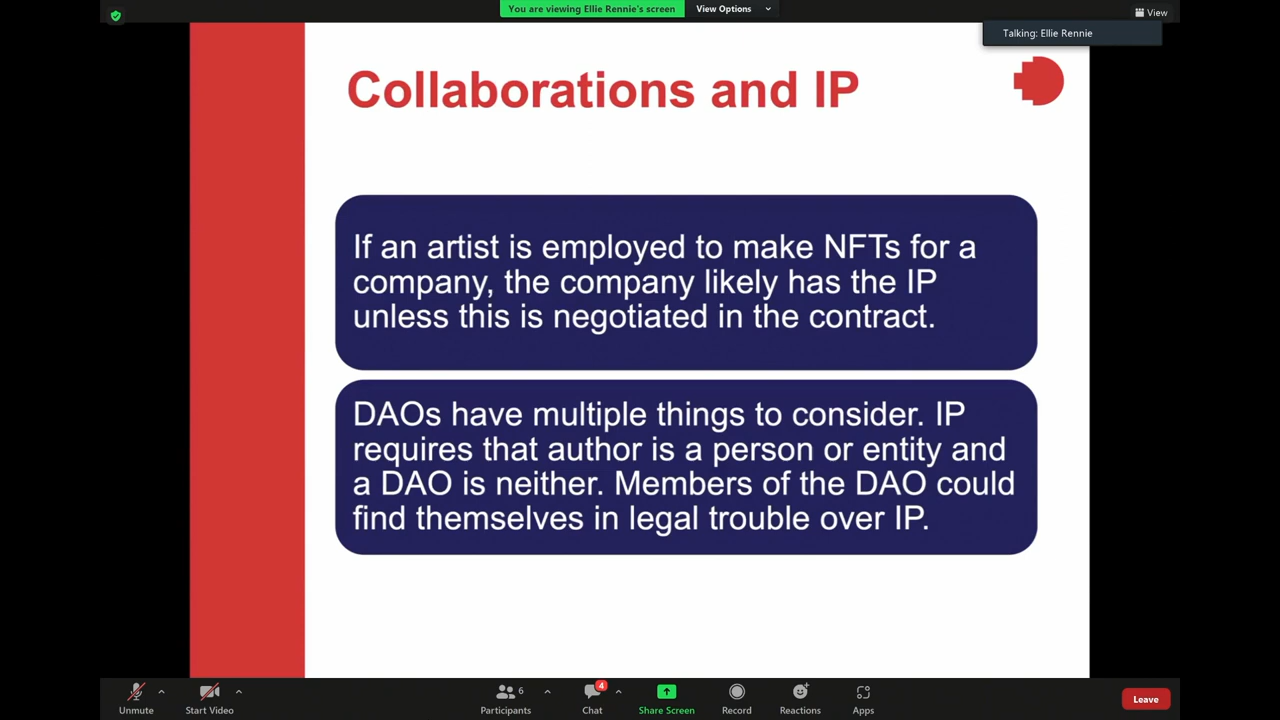 You are viewing Ellie Rennie's screen
View Options
View
Talking: Ellie Rennie
Collaborations and IP
If an artist is employed to make NFTs for a
company, the company likely has the IP
unless this is negotiated in the contract.
DAOs have multiple things to consider. IP
requires that author is a person or entity and
a DAO is neither. Members of the DAO could
find themselves in legal trouble over IP.
6
4
Unmute
Start Video
Participants
Chat
Share Screen
Record
Reactions
Apps
Leave